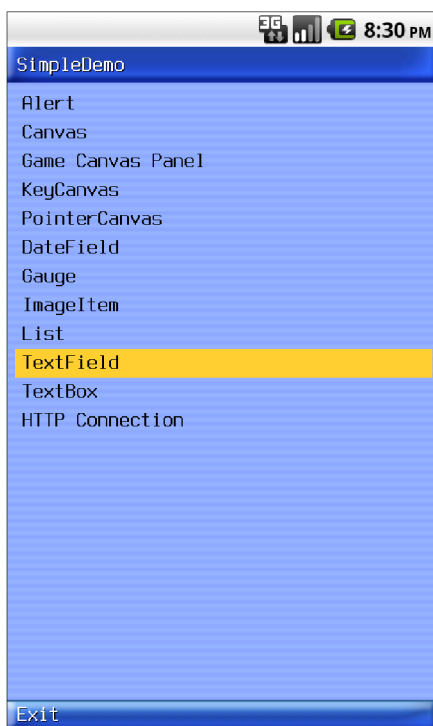 3G 8:30 PM
SimpleDemo
Alert
Canvas
Game Canvas Panel
KeyCanvas
PointerCanvas
DateField
Gauge
ImageItem
List
TextField
TextBox
HTTP Connection
Exit